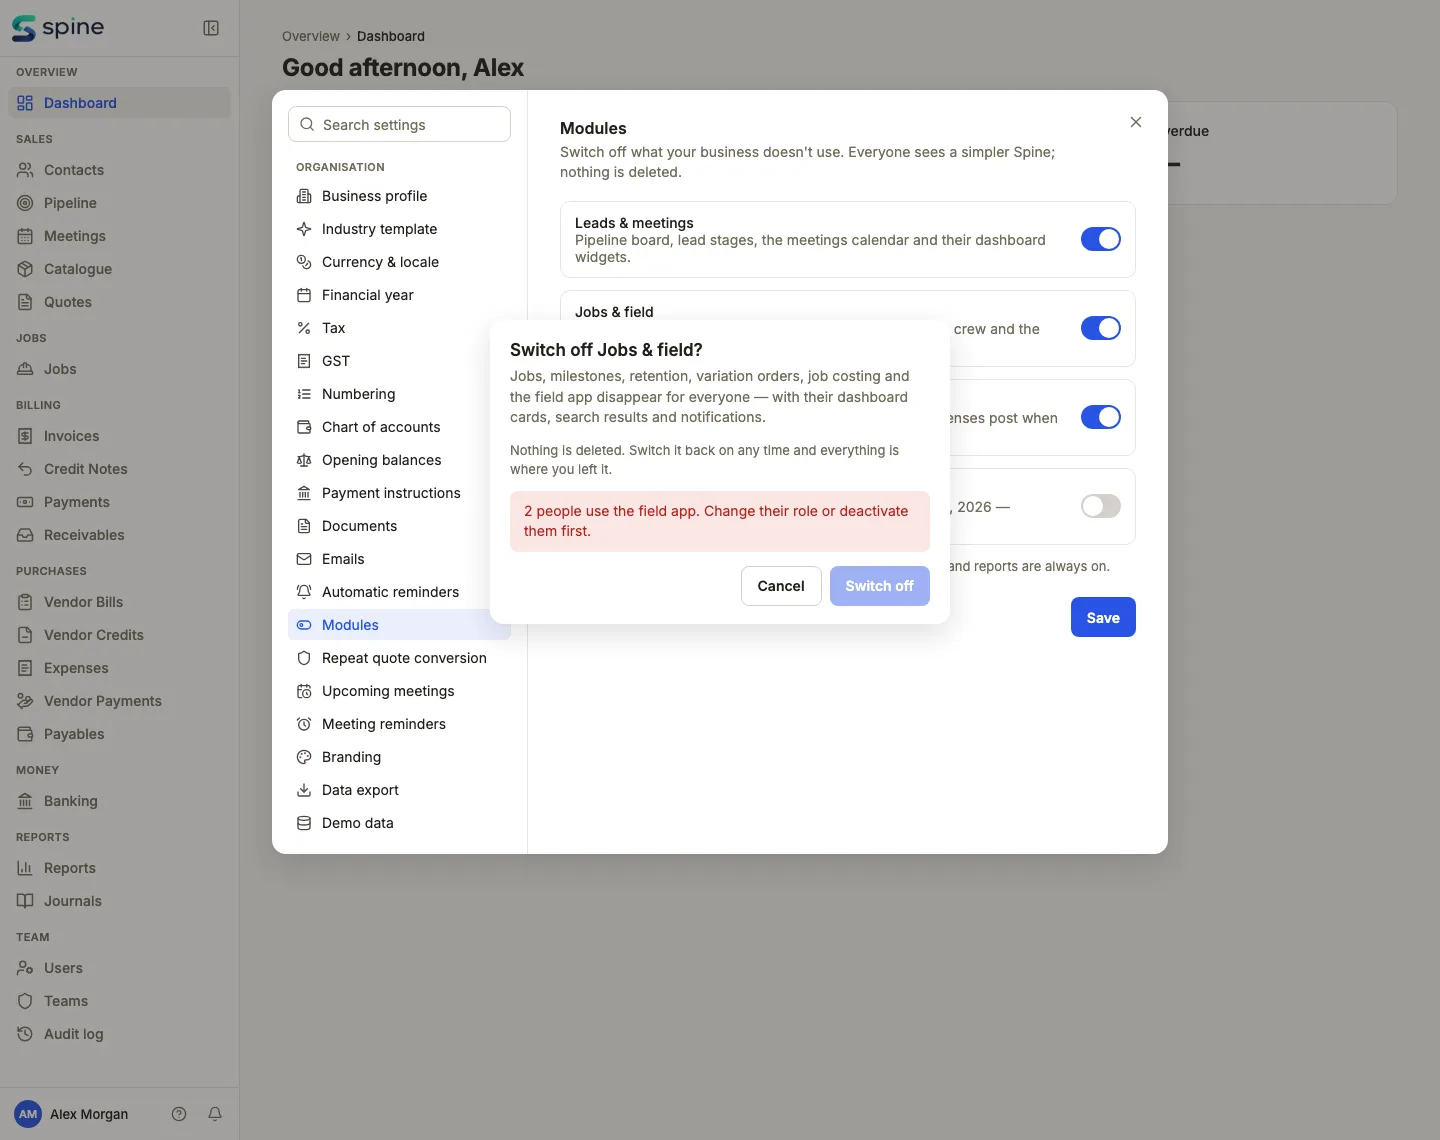 spine
OVERVIEW
Dashboard
SALES
Contacts
Pipeline
Meetings
Catalogue
Quotes
JOBS
Jobs
BILLING
Invoices
Credit Notes
Payments
Receivables
PURCHASES
Vendor Bills
Vendor Credits
Expenses
Vendor Payments
Payables
MONEY
Banking
REPORTS
Reports
Journals
TEAM
Users
Teams
Audit log
AM Alex Morgan
Overview › Dashboard
Good afternoon, Alex
verdue
Search settings
ORGANISATION
Business profile
Industry template
Currency & locale
Financial year
Tax
GST
Numbering
Chart of accounts
Opening balances
Payment instructions
Documents
Emails
Automatic reminders
Modules
Repeat quote conversion
Upcoming meetings
Meeting reminders
Branding
Data export
Demo data
Modules
Switch off what your business doesn't use. Everyone sees a simpler Spine;
nothing is deleted.
Leads & meetings
Pipeline board, lead stages, the meetings calendar and their dashboard
widgets.
Jobs & field
crew and the
enses post when
, 2026 —
and reports are always on.
Save
Switch off Jobs & field?
Jobs, milestones, retention, variation orders, job costing and
the field app disappear for everyone — with their dashboard
cards, search results and notifications.
Nothing is deleted. Switch it back on any time and everything is
where you left it.
2 people use the field app. Change their role or deactivate
them first.
Cancel
Switch off